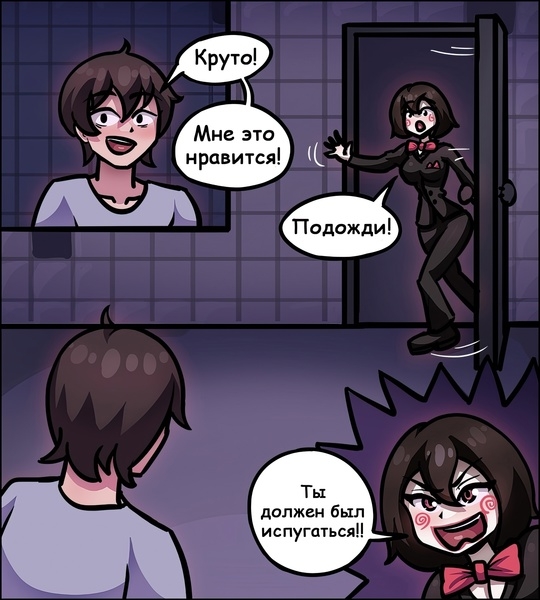 Круто!
Мне это
нравится!
Подожди!
Ты
должен был
испугаться!!